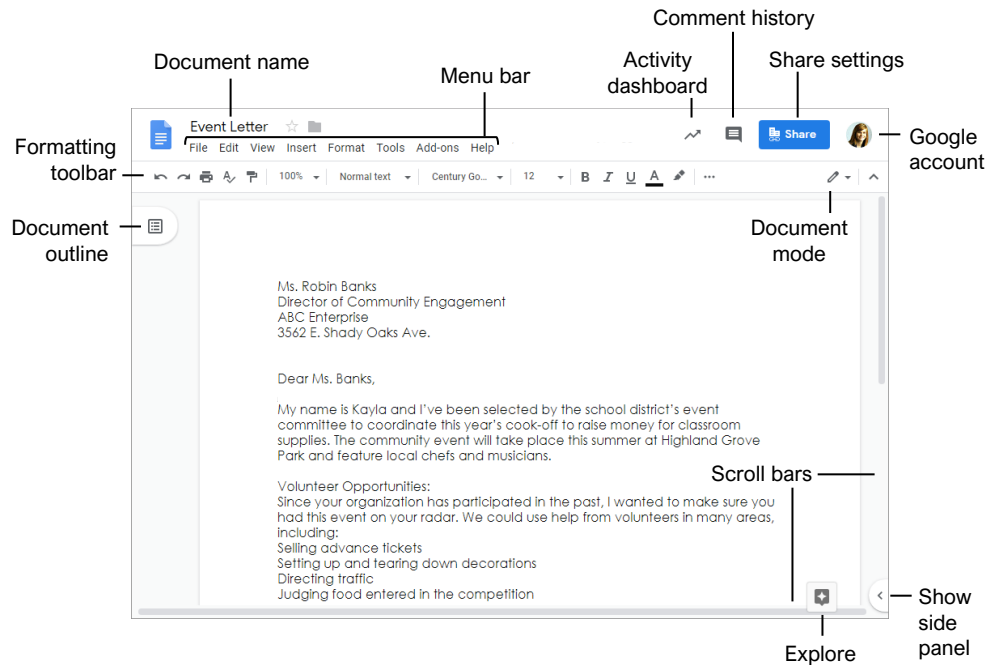 Comment history
Document name
Menu bar
Activity
dashboard
Share settings
Event Letter
File Edit View Insert Format Tools Add-ons Help
Share
Google
account
Formatting
toolbar
100% Normal text Century Go... 12 B I U A ...
Document
outline
Document
mode
Ms. Robin Banks
Director of Community Engagement
ABC Enterprise
3562 E. Shady Oaks Ave.
Dear Ms. Banks,
My name is Kayla and I've been selected by the school district's event
committee to coordinate this year's cook-off to raise money for classroom
supplies. The community event will take place this summer at Highland Grove
Park and feature local chefs and musicians.
Scroll bars
Volunteer Opportunities:
Since your organization has participated in the past, I wanted to make sure you
had this event on your radar. We could use help from volunteers in many areas,
including:
Selling advance tickets
Setting up and tearing down decorations
Directing traffic
Judging food entered in the competition
Show
side
panel
Explore